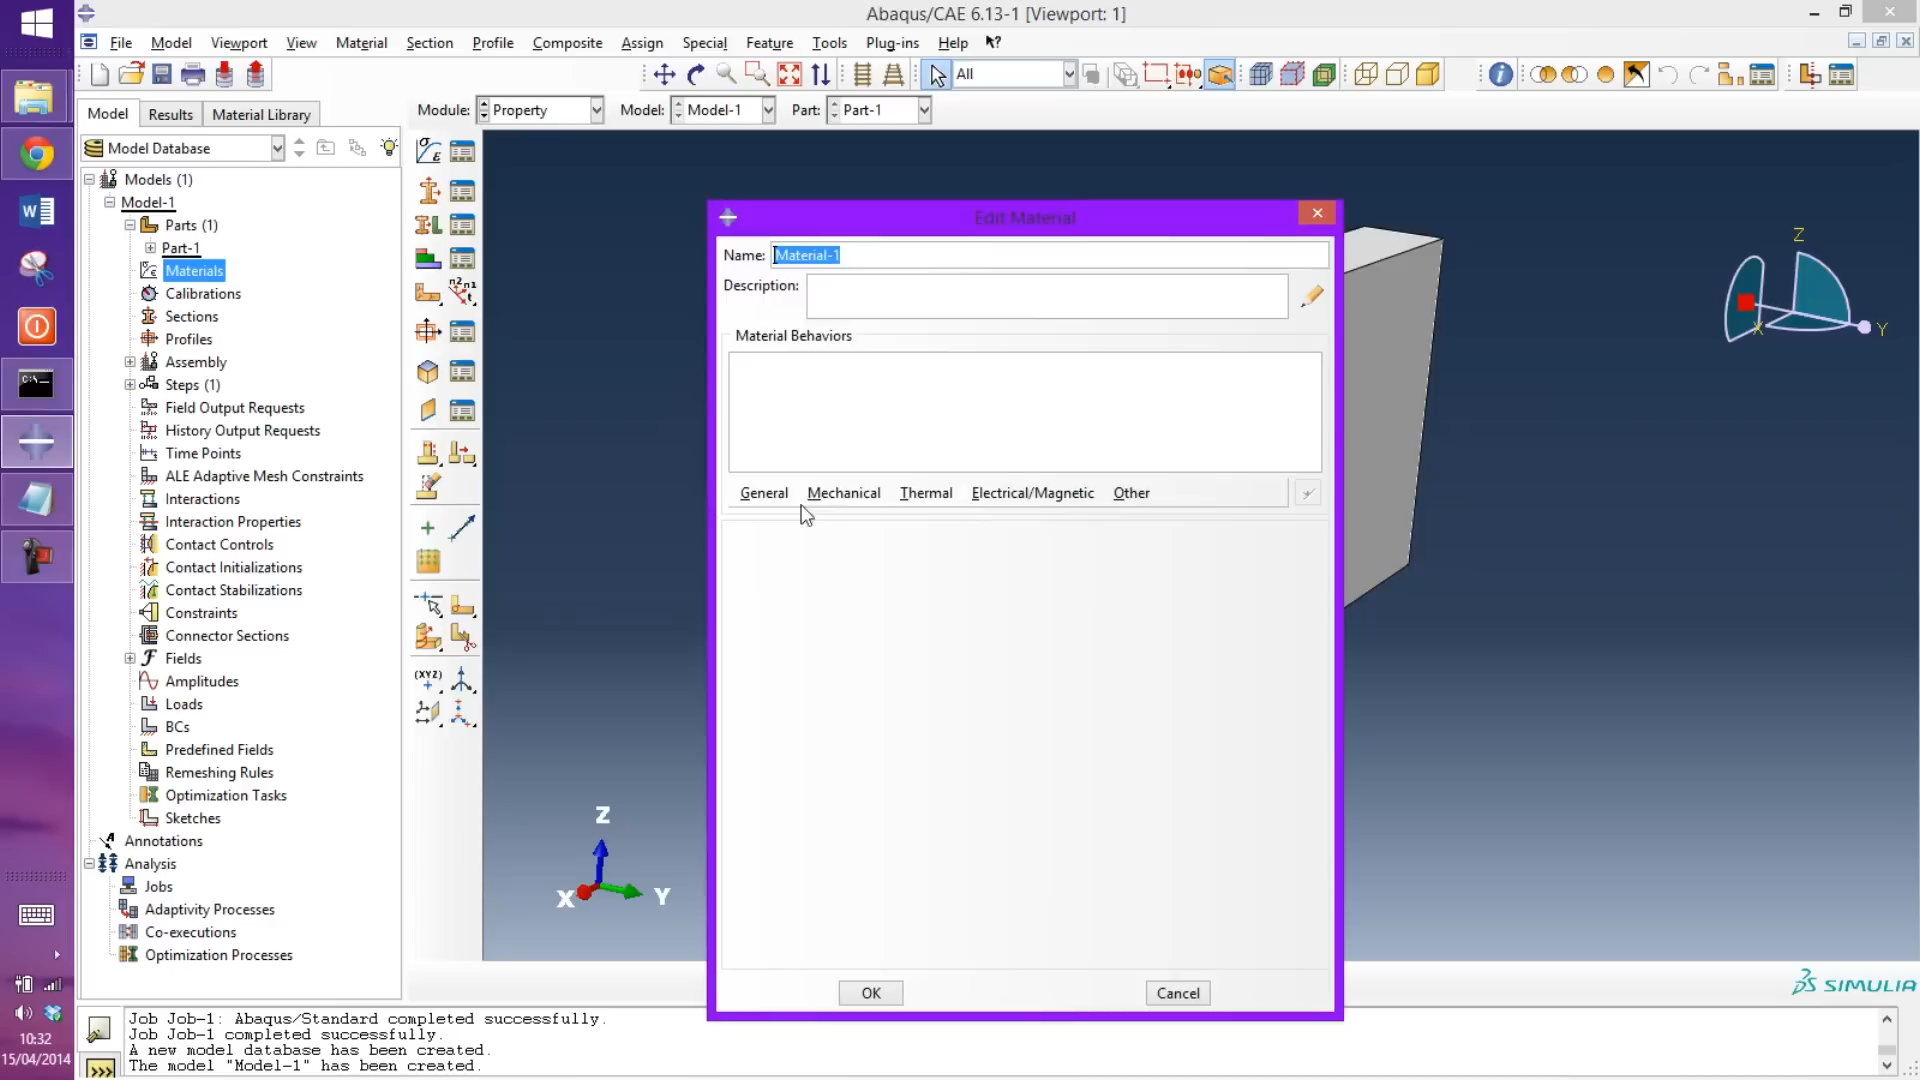 Abaqus/CAE 6.13-1 [Viewport: 1]
File Model Viewport View Material Section Profile Composite Assign Special Feature Tools Plug-ins Help
All
Model Results Material Library
Module: Property Model: Model-1 Part: Part-1
Model Database
Models (1)
Model-1
Parts (1)
Part-1
Materials
Calibrations
Sections
Profiles
Assembly
Steps (1)
Field Output Requests
History Output Requests
Time Points
ALE Adaptive Mesh Constraints
Interactions
Interaction Properties
Contact Controls
Contact Initializations
Contact Stabilizations
Constraints
Connector Sections
Fields
Amplitudes
Loads
BCs
Predefined Fields
Remeshing Rules
Optimization Tasks
Sketches
Annotations
Analysis
Jobs
Adaptivity Processes
Co-executions
Optimization Processes
Edit Material
Name: Material-1
Description:
Material Behaviors
General Mechanical Thermal Electrical/Magnetic Other
OK Cancel
Z
X Y
Z
X Y
SIMULIA
Job Job-1: Abaqus/Standard completed successfully.
Job Job-1 completed successfully.
A new model database has been created.
The model "Model-1" has been created.
10:32
15/04/2014